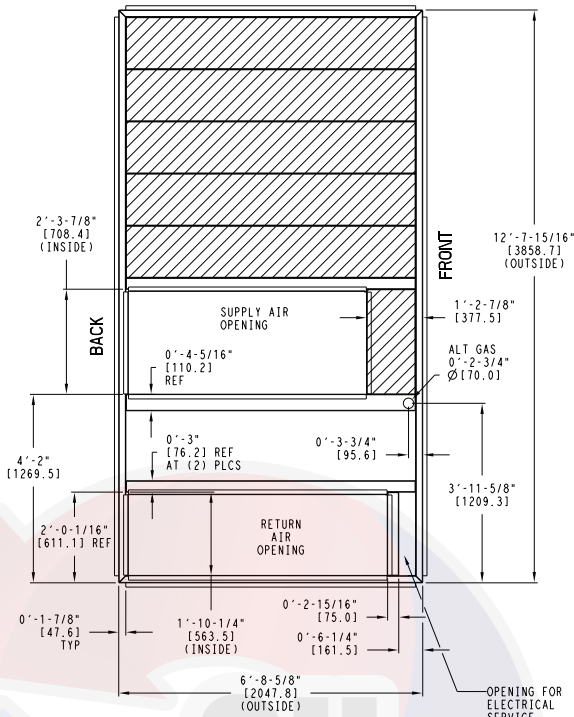 2'-3-7/8"
[708.4]
(INSIDE)
BACK
SUPPLY AIR
OPENING
0'-4-5/16"
[110.2]
REF
FRONT
12'-7-15/16"
[3858.7]
(OUTSIDE)
1'-2-7/8"
[377.5]
ALT GAS
0'-2-3/4"
Ø[70.0]
4'-2"
[1269.5]
0'-3"
[76.2] REF
AT (2) PLCS
0'-3-3/4"
[95.6]
3'-11-5/8"
[1209.3]
2'-0-1/16"
[611.1] REF
RETURN
AIR
OPENING
0'-1-7/8"
[47.6]
TYP
1'-10-1/4"
[563.5]
(INSIDE)
0'-2-15/16"
[75.0]
0'-6-1/4"
[161.5]
6'-8-5/8"
[2047.8]
(OUTSIDE)
OPENING FOR
ELECTRICAL
SERVICE